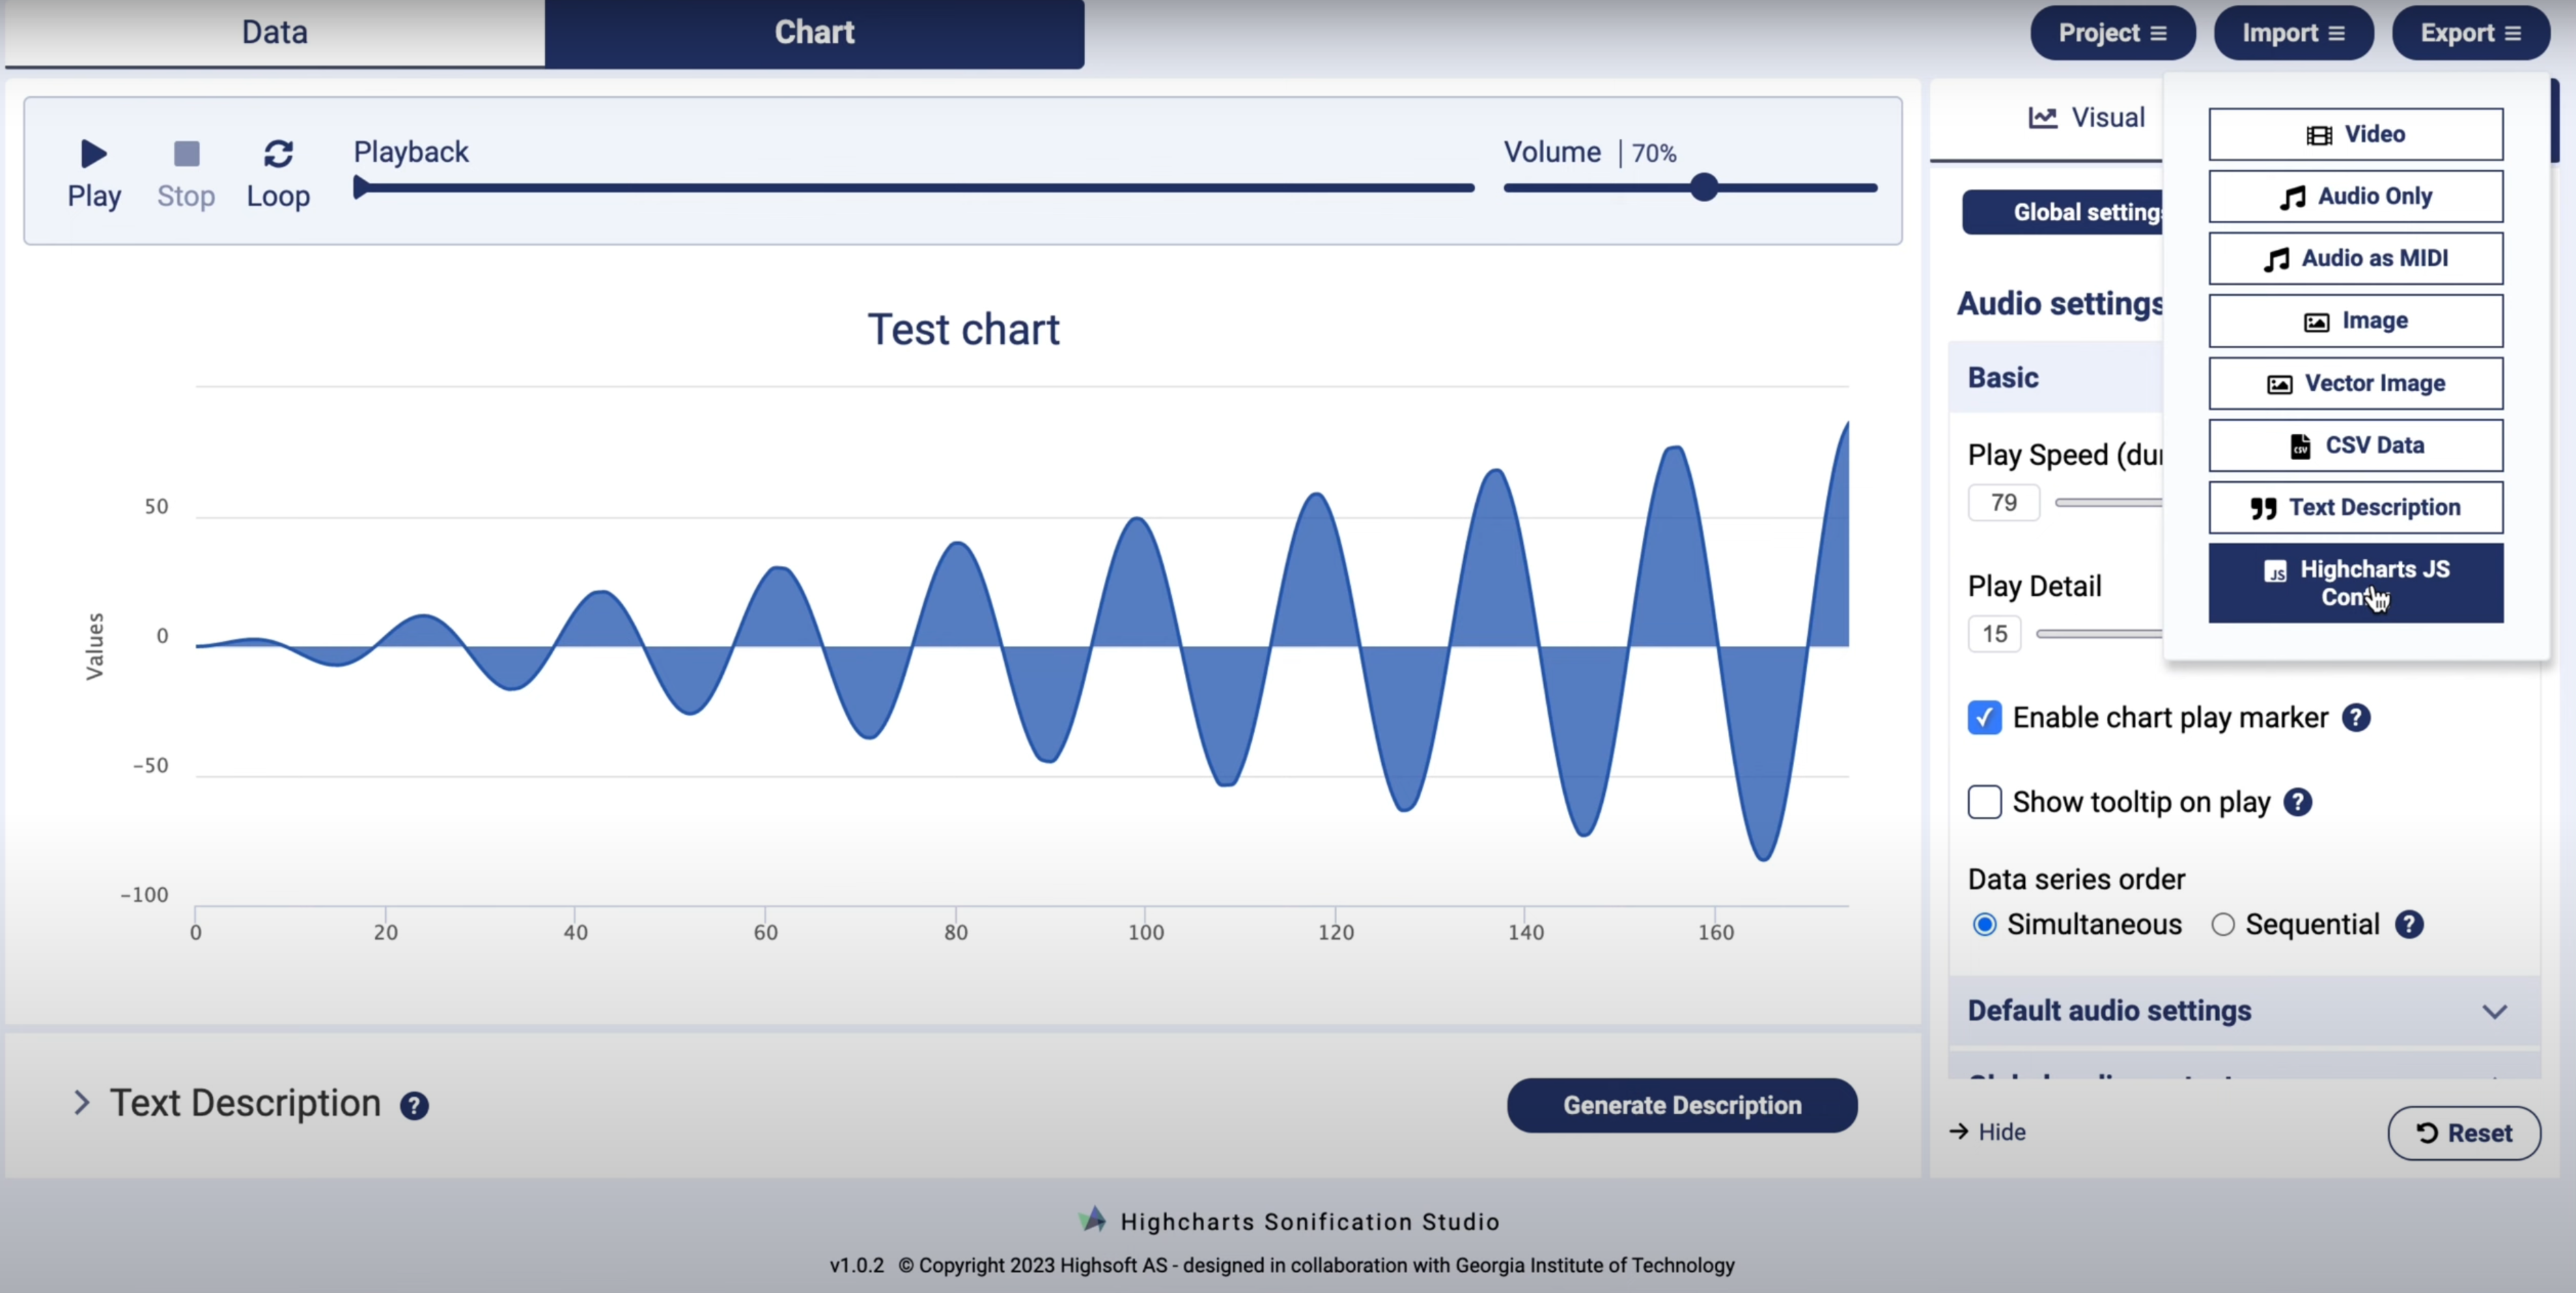 Data
Chart
Project
Import
Export
Play
Stop
Loop
Playback
Volume | 70%
Visual
Global setting
Video
Audio Only
Audio as MIDI
Image
Vector Image
CSV Data
Text Description
Highcharts JS
Test chart
50
0
-50
-100
Values
0 20 40 60 80 100 120 140 160
Audio settings
Basic
Play Speed (dur
79
Play Detail
15
Enable chart play marker ?
Show tooltip on play ?
Data series order
Simultaneous Sequential ?
Default audio settings
Text Description ?
Generate Description
Hide
Reset
Highcharts Sonification Studio
v1.0.2 © Copyright 2023 Highsoft AS - designed in collaboration with Georgia Institute of Technology